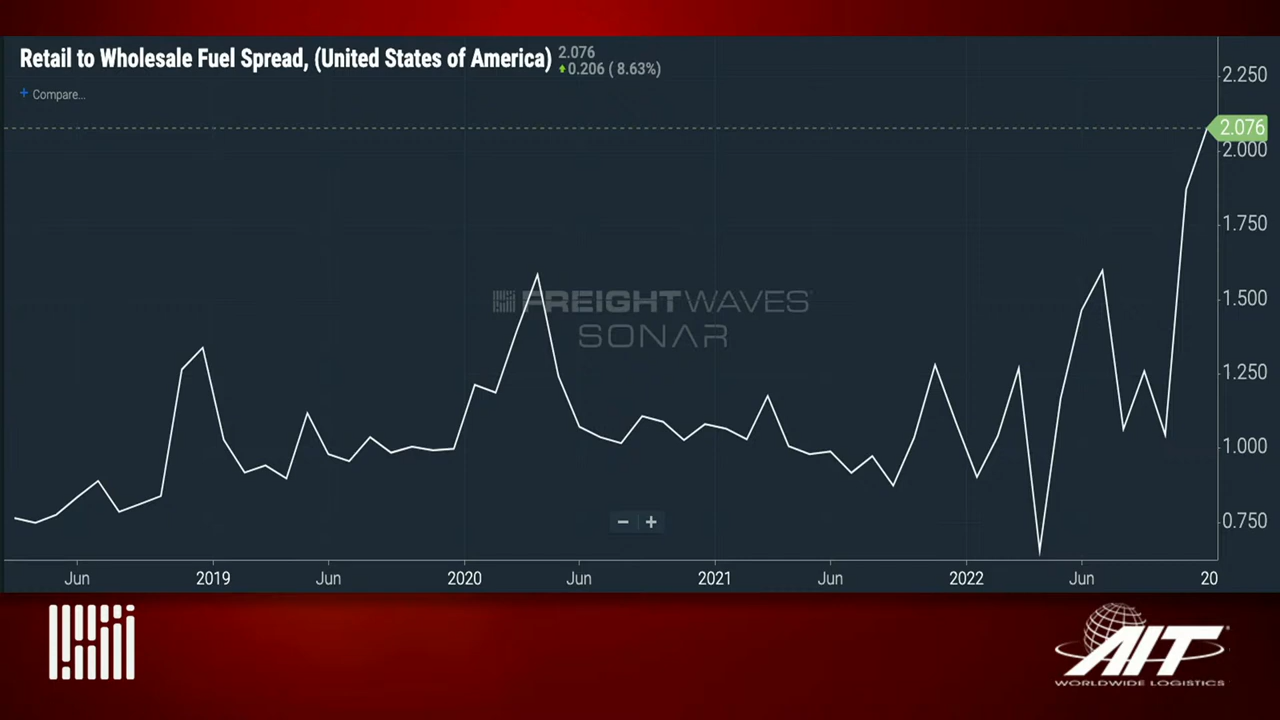 Retail to Wholesale Fuel Spread, (United States of America) 2.076
0.206 ( 8.63%)
+ Compare...
2.250
2.076
2.000
1.750
1.500
1.250
1.000
0.750
FREIGHTWAVES
SONAR
− +
Jun 2019 Jun 2020 Jun 2021 Jun 2022 Jun 20
AIT
WORLDWIDE LOGISTICS